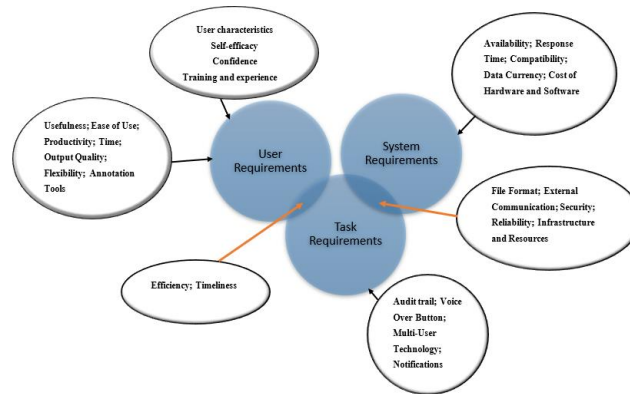 User characteristics
Self-efficacy
Confidence
Training and experience
Availability; Response
Time; Compatibility;
Data Currency; Cost of
Hardware and Software
Usefulness; Ease of Use;
Productivity; Time;
Output Quality;
Flexibility; Annotation
Tools
User
Requirements
System
Requirements
File Format; External
Communication; Security;
Reliability; Infrastructure
and Resources
Task
Requirements
Efficiency; Timeliness
Audit trail; Voice
Over Button;
Multi-User
Technology;
Notifications